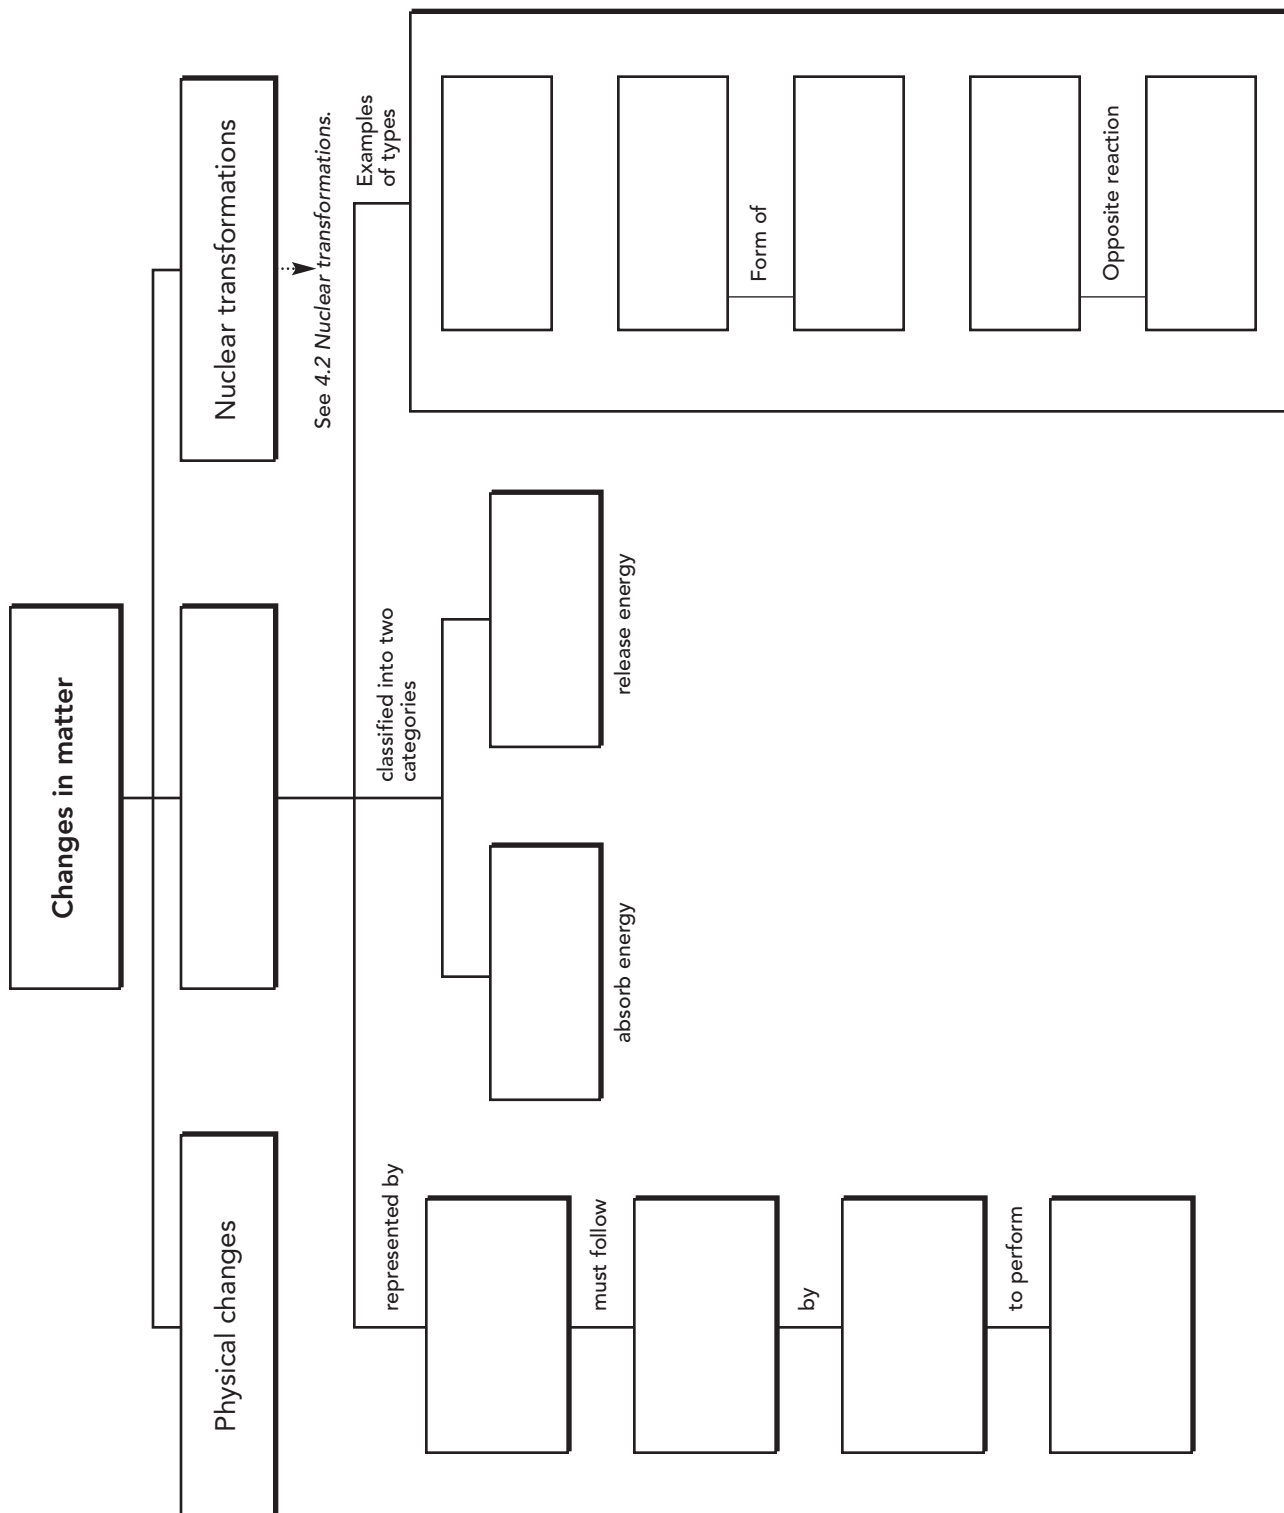 Changes in matter
Physical changes
Nuclear transformations
See 4.2 Nuclear transformations.
represented by
must follow
by
to perform
classified into two
categories
absorb energy
release energy
Examples
of types
Form of
Opposite reaction